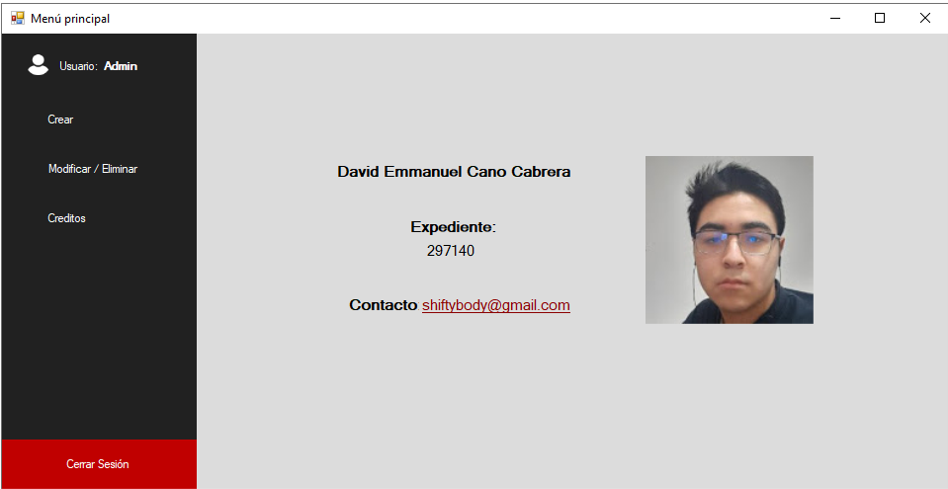 Menú principal
Usuario: Admin
Crear
Modificar / Eliminar
Creditos
Cerrar Sesión
David Emmanuel Cano Cabrera
Expediente:
297140
Contacto shiftybody@gmail.com